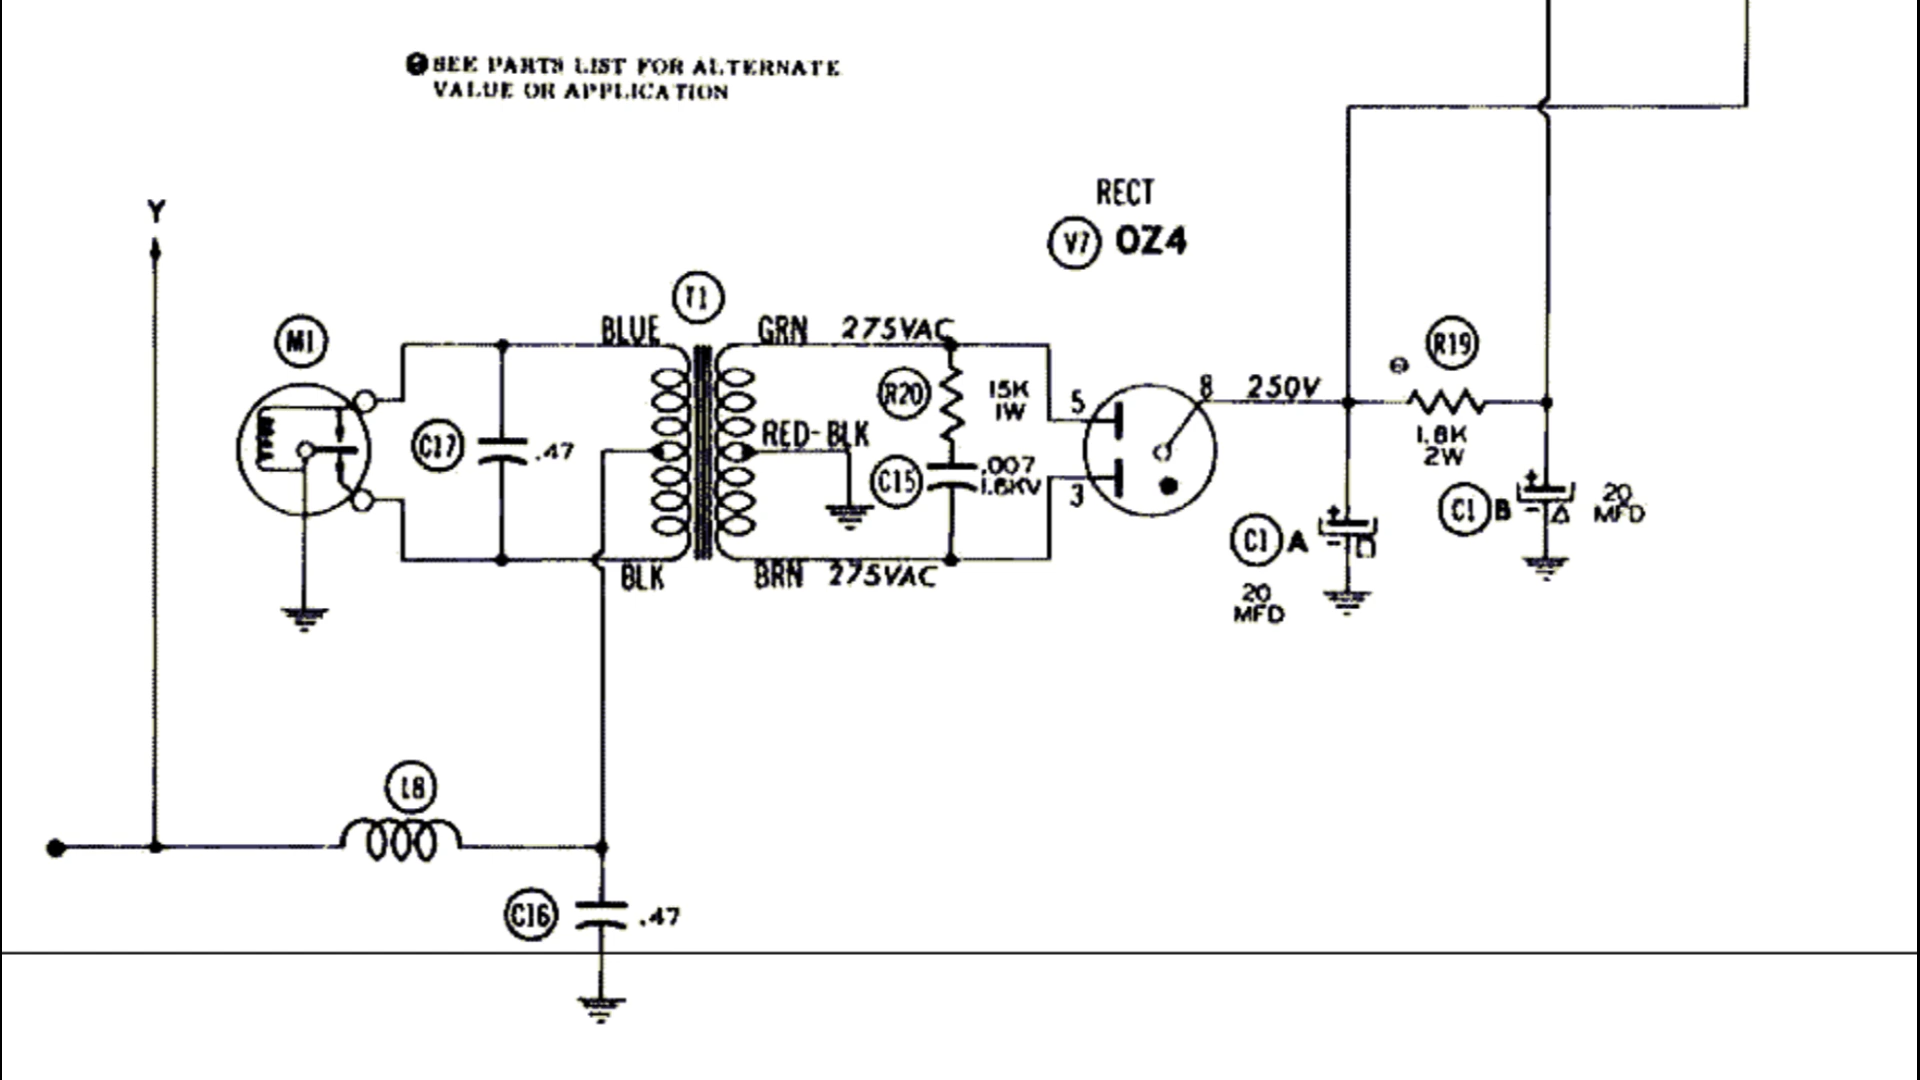 SEE PARTS LIST FOR ALTERNATE
VALUE OR APPLICATION
Y
RECT
V7 OZ4
T1
M1
BLUE
GRN 275VAC
R19
R20
15K
1W
5
8
250V
C17
.47
RED-BLK
1.8K
2W
C15
.007
1.6KV
3
C1 A
+
-
20
MFD
C1 B
+
-
20
MFD
BLK
BRN 275VAC
L8
C16
.47